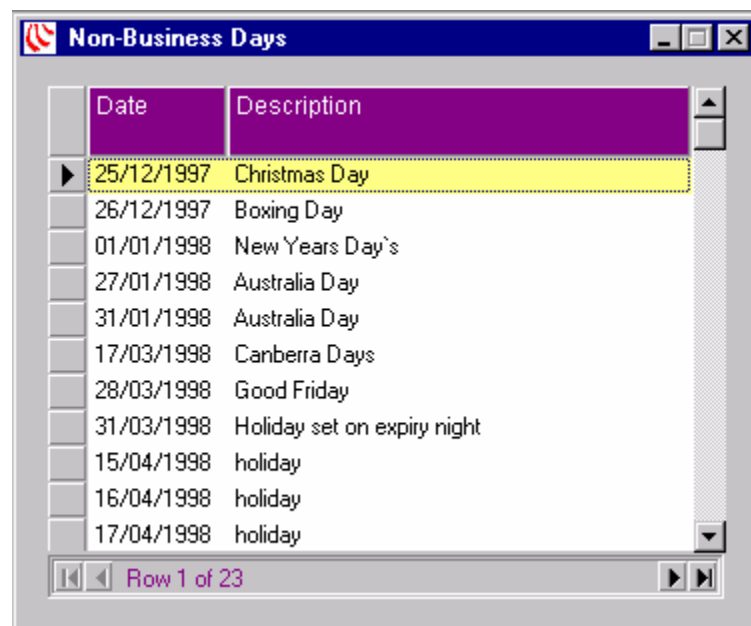 Non-Business Days
Date Description
25/12/1997 Christmas Day
26/12/1997 Boxing Day
01/01/1998 New Years Day`s
27/01/1998 Australia Day
31/01/1998 Australia Day
17/03/1998 Canberra Days
28/03/1998 Good Friday
31/03/1998 Holiday set on expiry night
15/04/1998 holiday
16/04/1998 holiday
17/04/1998 holiday
Row 1 of 23